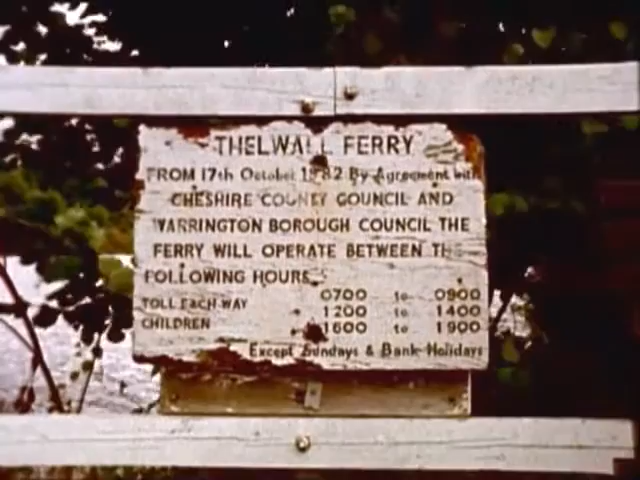 THELWALL FERRY
FROM 17th October 1982 By Agreement with
CHESHIRE COUNTY COUNCIL AND
WARRINGTON BOROUGH COUNCIL THE
FERRY WILL OPERATE BETWEEN THE
FOLLOWING HOURS
0700 to 0900
TOLL EACH WAY 1200 to 1400
CHILDREN 1600 to 1900
Except Sundays & Bank Holidays